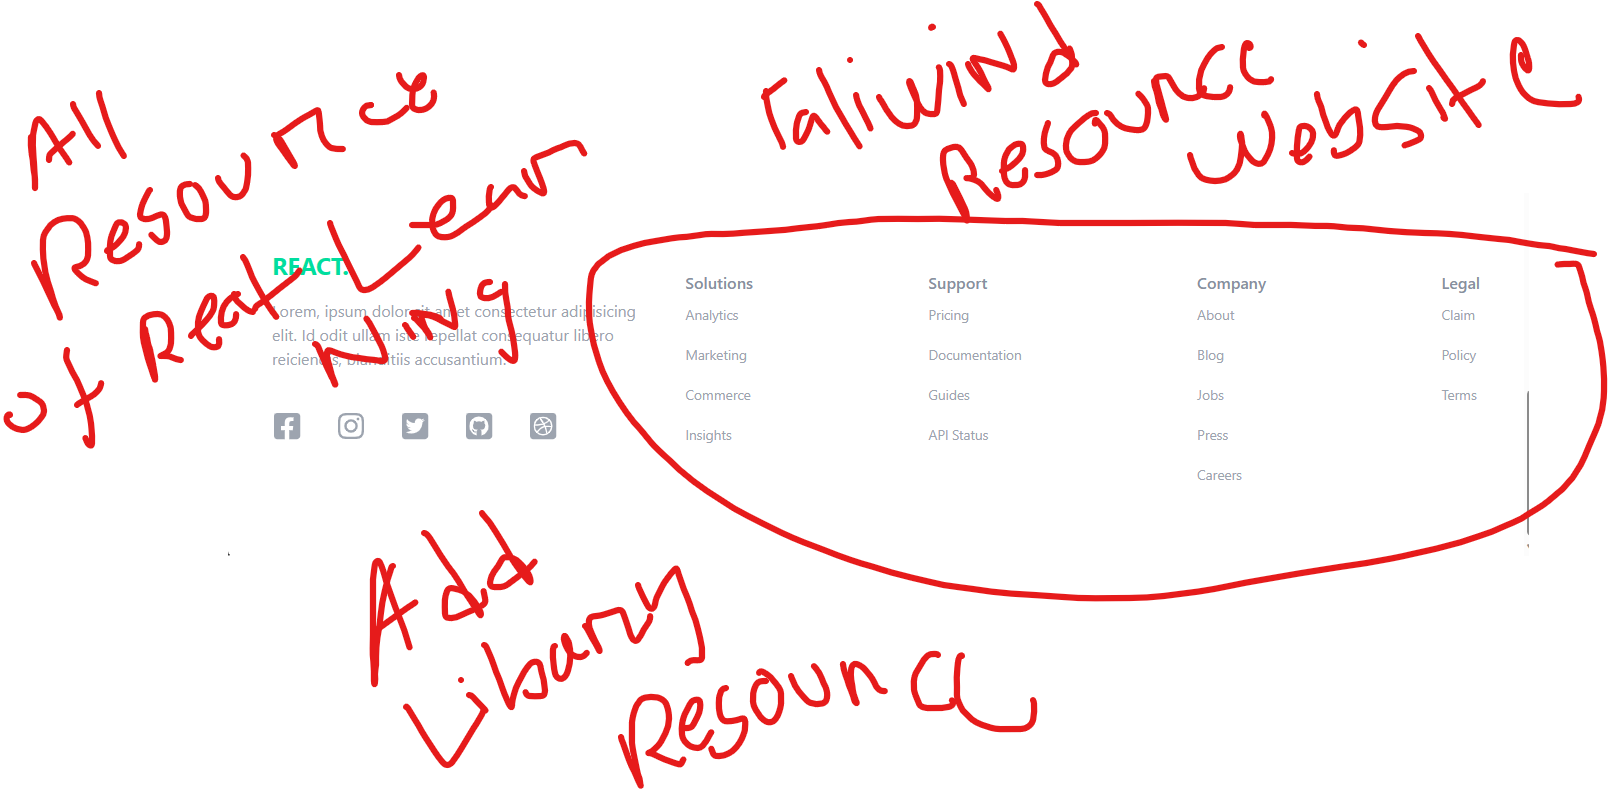 All
Resource
of React Learning
Taliwind
Resource
Website
REACT.
Lorem, ipsum dolor sit amet consectetur adipisicing
elit. Id odit ullam iste repellat consequatur libero
reiciendis, blanditiis accusantium.
Solutions
Analytics
Marketing
Commerce
Insights
Support
Pricing
Documentation
Guides
API Status
Company
About
Blog
Jobs
Press
Careers
Legal
Claim
Policy
Terms
Add
Libarry
Resource